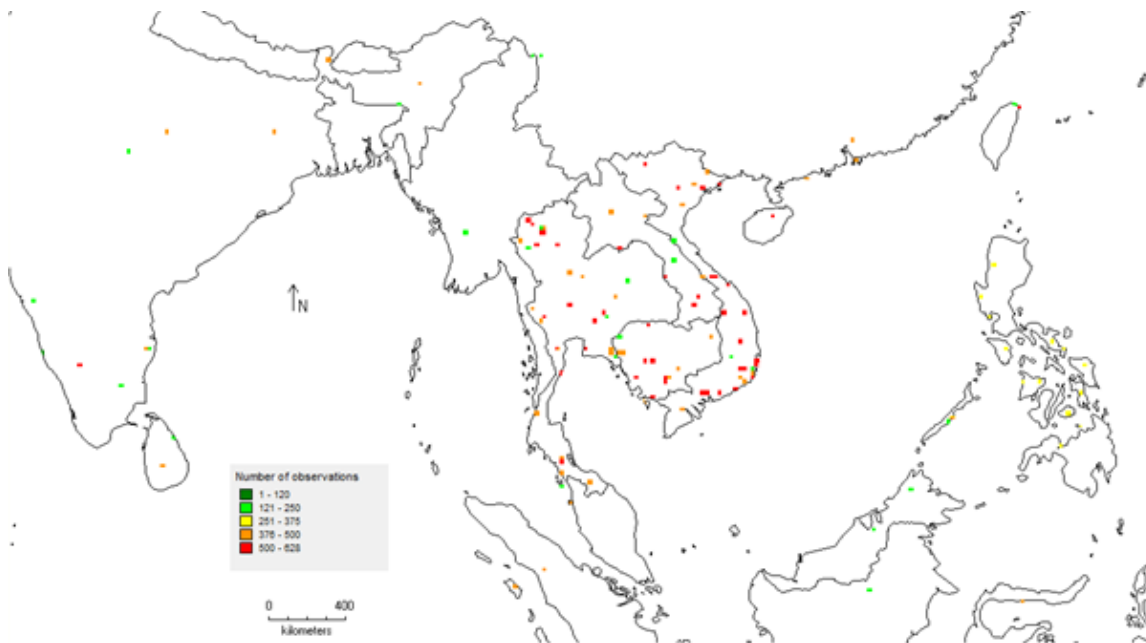 ↑N
Number of observations
1 - 120
121 - 250
251 - 375
376 - 500
500 - 628
0 400
kilometers